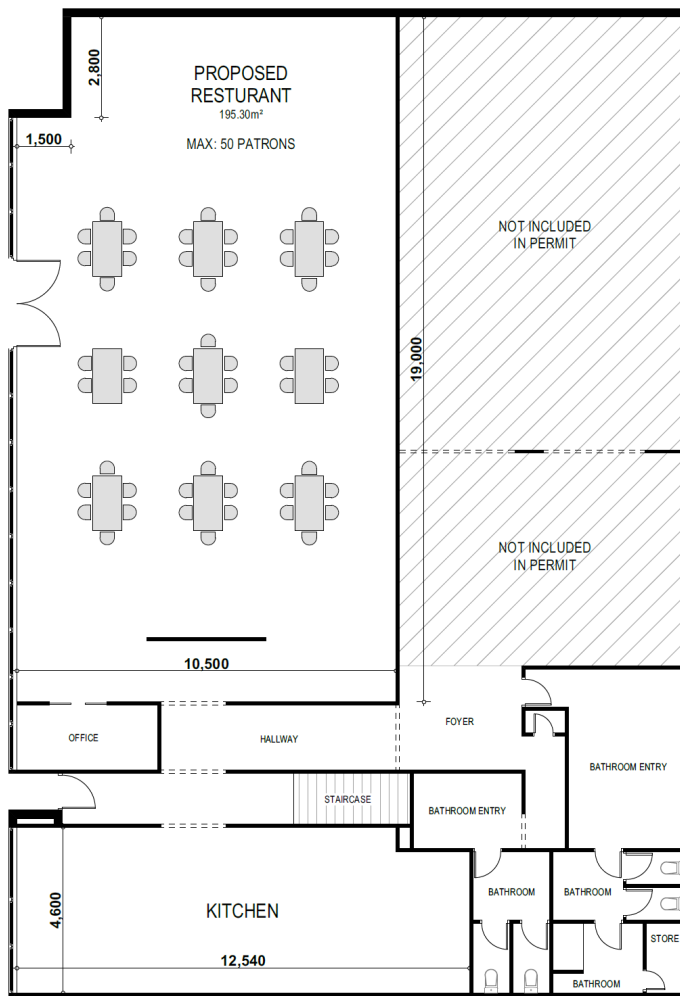 PROPOSED
RESTURANT
195.30m²
MAX: 50 PATRONS
2,800
1,500
NOT INCLUDED
IN PERMIT
19,000
NOT INCLUDED
IN PERMIT
10,500
OFFICE
HALLWAY
FOYER
BATHROOM ENTRY
STAIRCASE
BATHROOM ENTRY
KITCHEN
4,600
12,540
BATHROOM
BATHROOM
STORE
BATHROOM